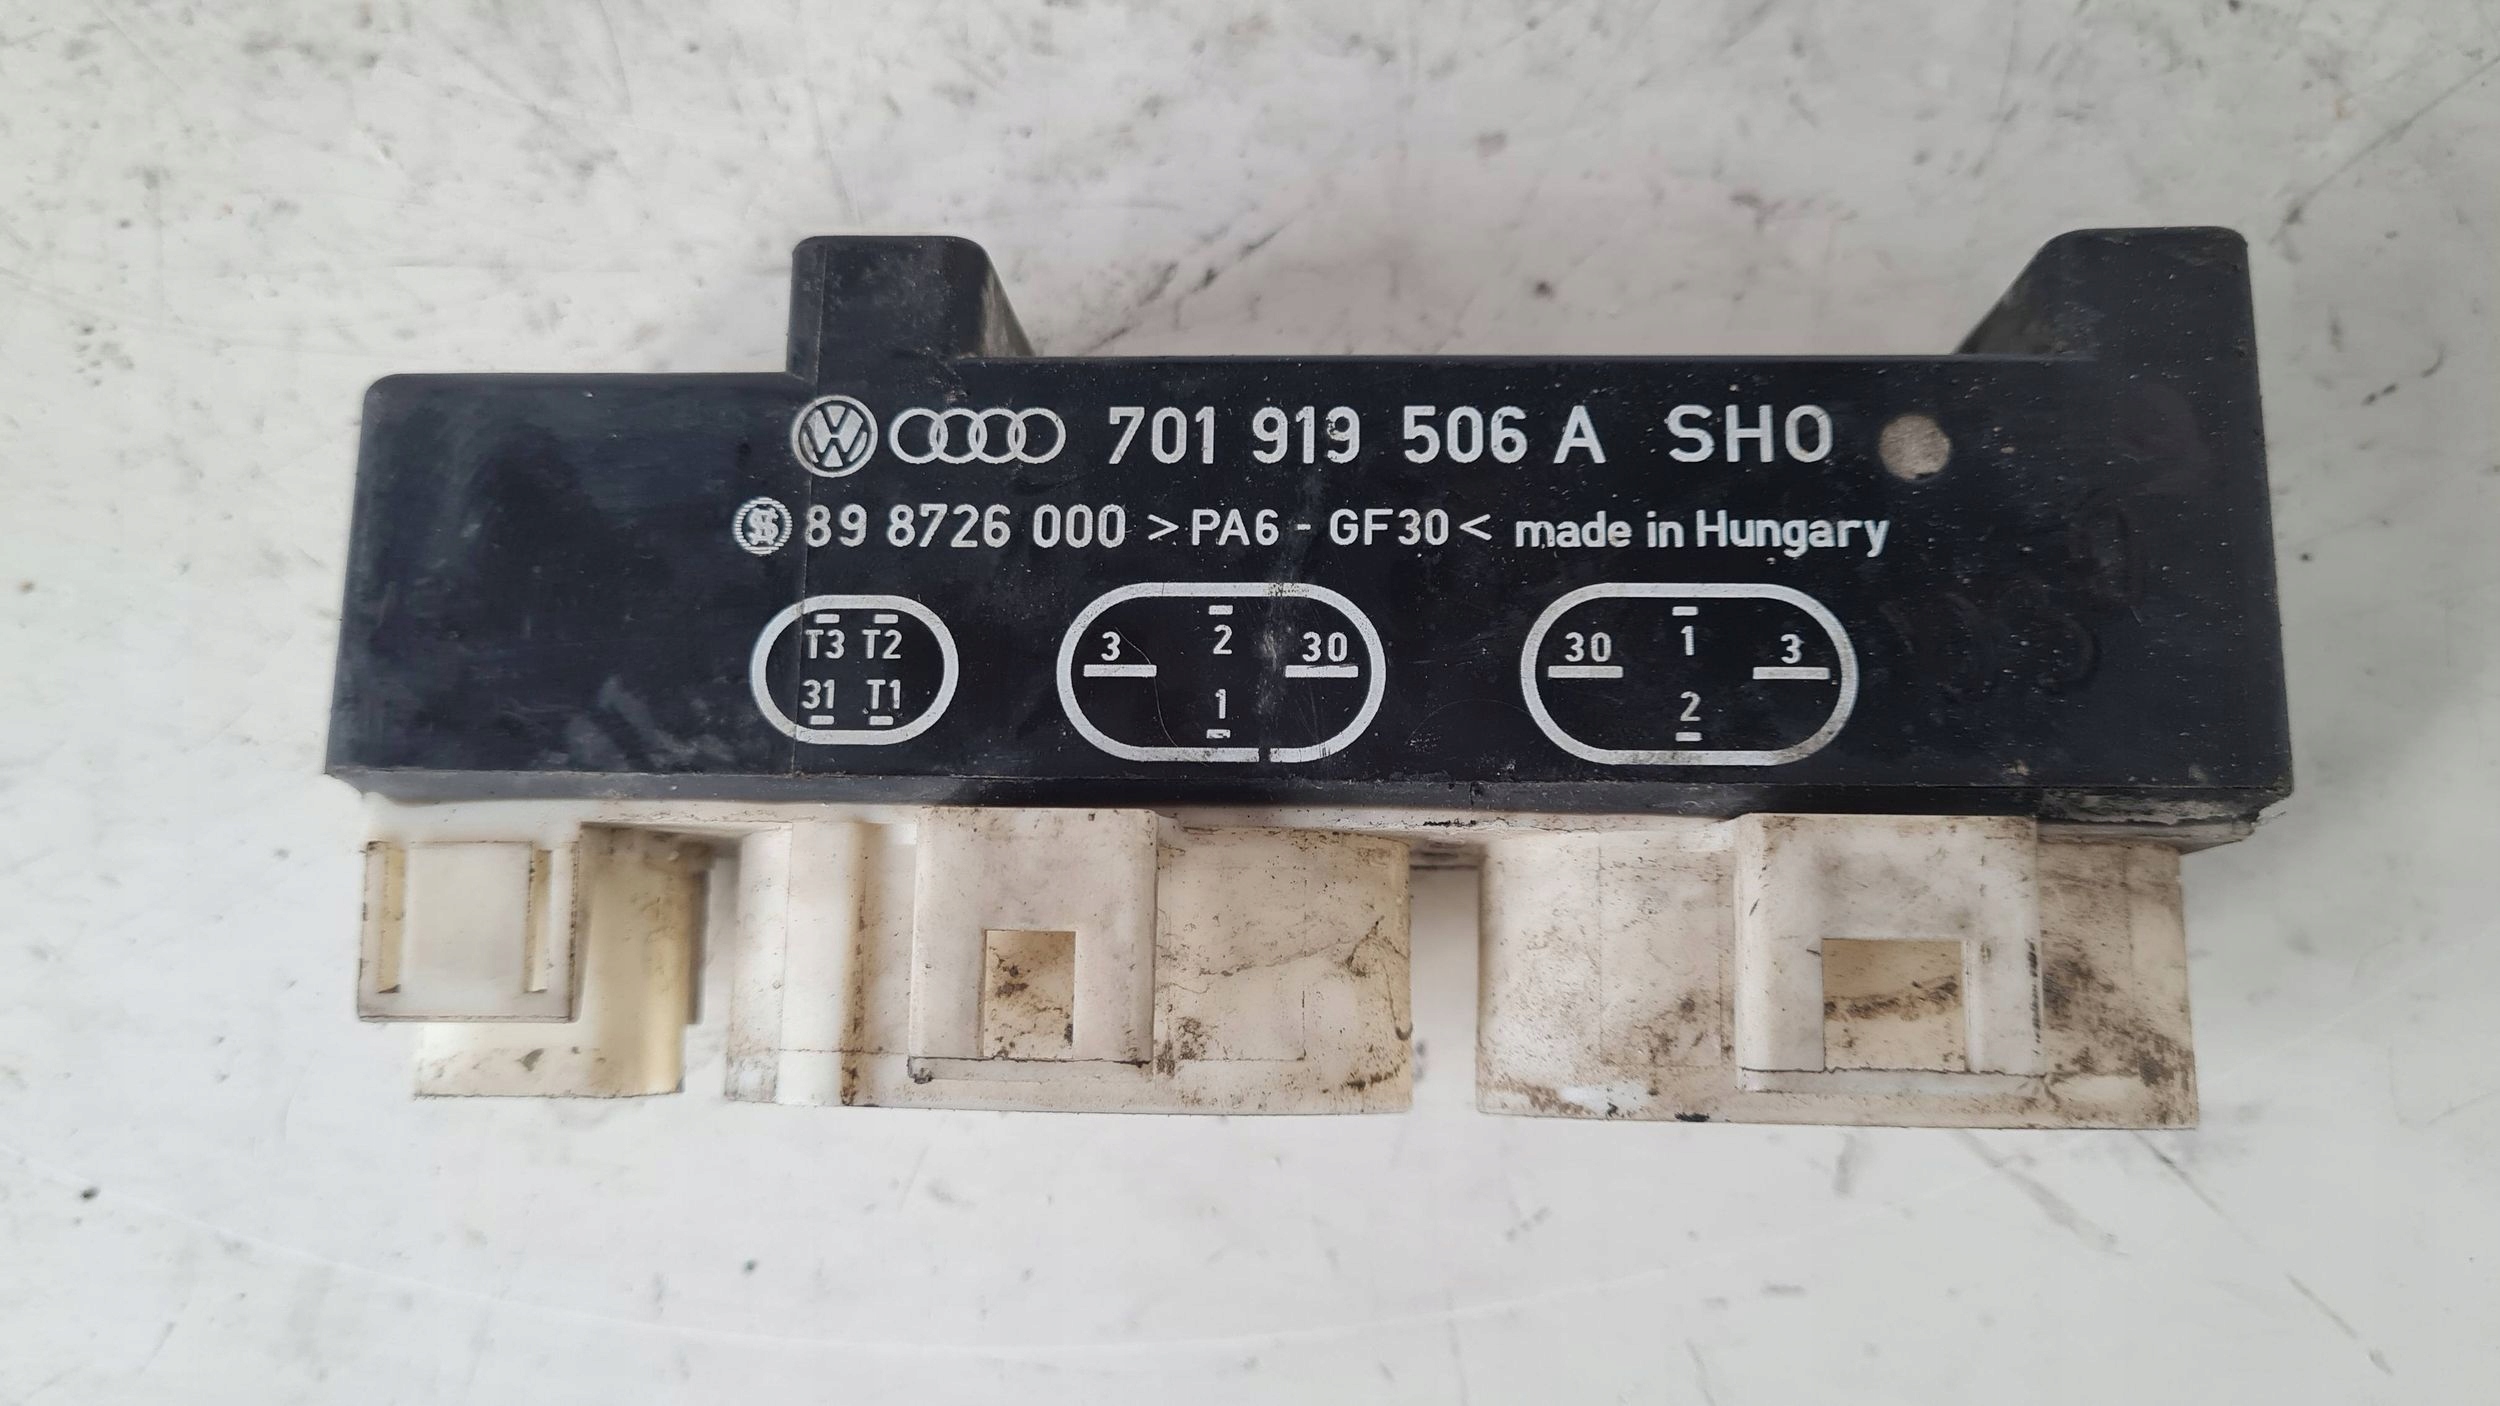 701 919 506 A SHO
89 8726 000 >PA6 - GF30< made in Hungary
T3 T2
31 T1
3 2 30
1
30 1 3
2